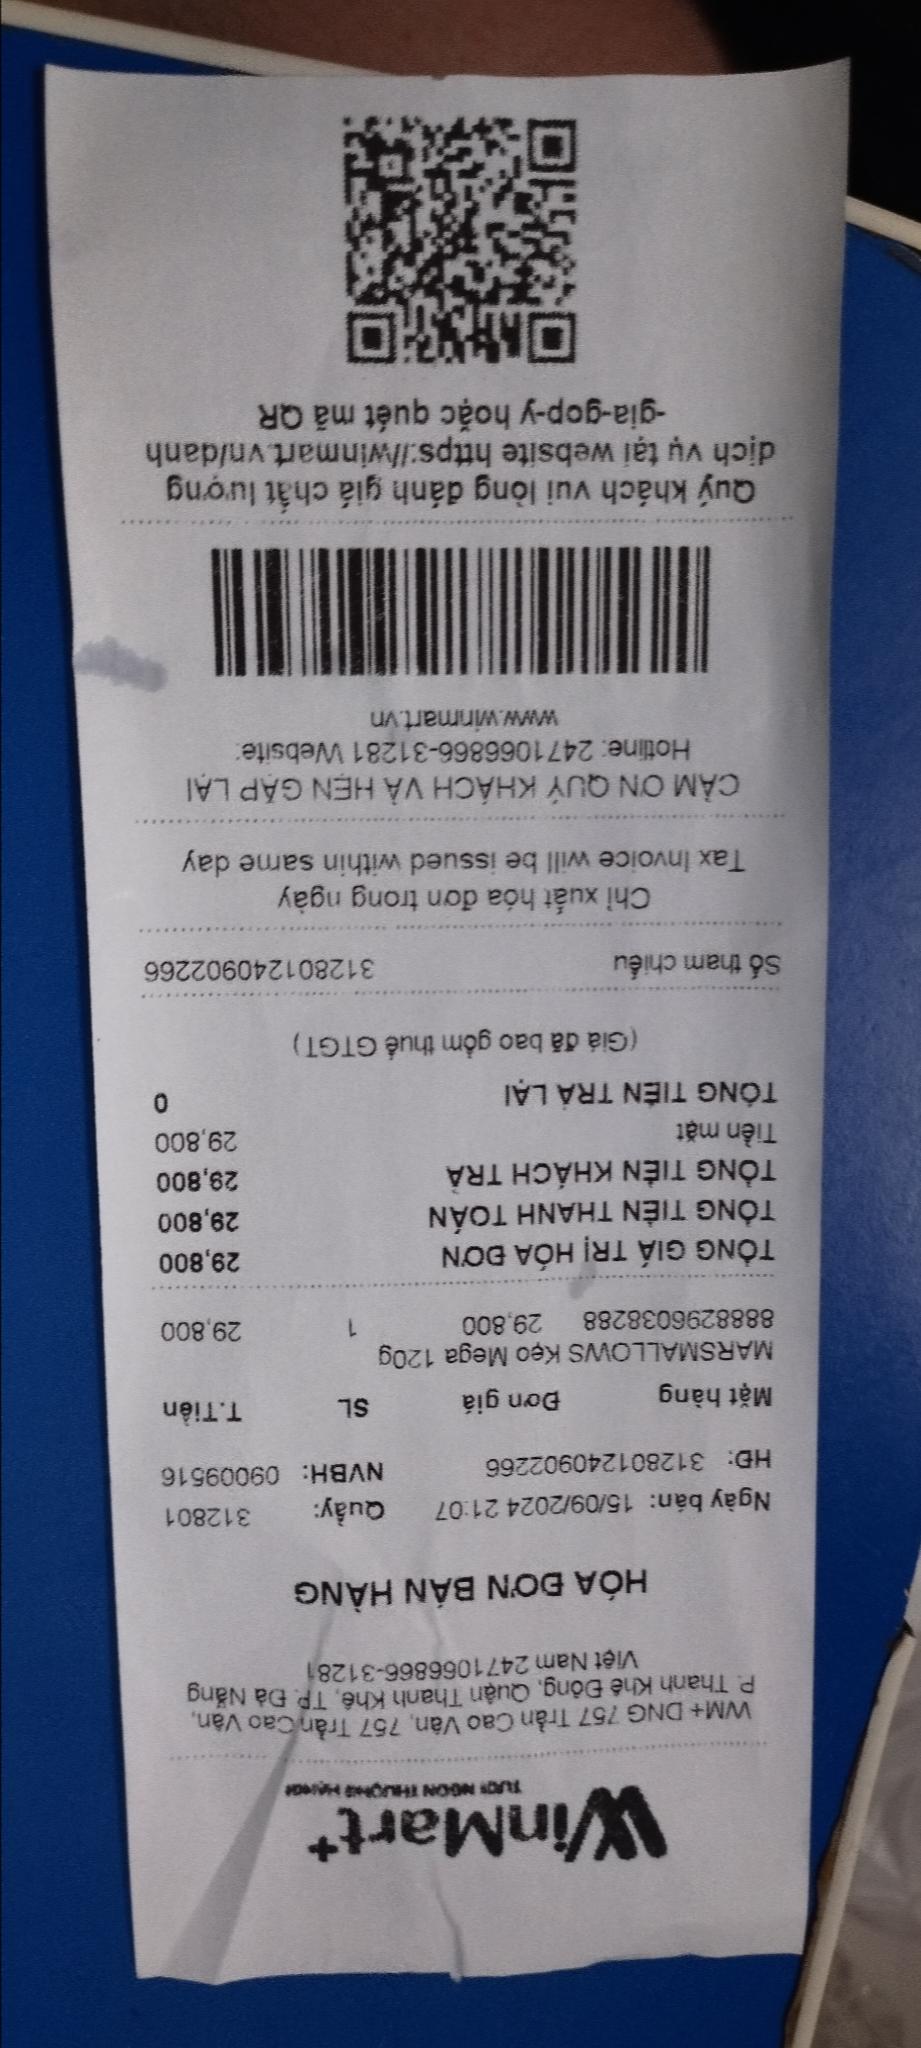 WinMart+
TƯƠI NGON THƯỢNG HẠNG
WM+ DNG 757 Trần Cao Vân, 757 Trần Cao Vân,
P. Thanh Khê Đông, Quận Thanh Khê, TP. Đà Nẵng
Việt Nam 2471066866-31281
HÓA ĐƠN BÁN HÀNG
Ngày bán: 15/09/2024 21:07 Quầy: 312801
HĐ: 312801240902266 NVBH: 09009516
Mặt hàng Đơn giá SL T.Tiền
MARSMALLOWS Kẹo Mega 120g
8888296038288 29,800 1 29,800
TỔNG GIÁ TRỊ HÓA ĐƠN 29,800
TỔNG TIỀN THANH TOÁN 29,800
TỔNG TIỀN KHÁCH TRẢ 29,800
Tiền mặt 29,800
TỔNG TIỀN TRẢ LẠI 0
(Giá đã bao gồm thuế GTGT)
Số tham chiếu 312801240902266
Chỉ xuất hóa đơn trong ngày
Tax Invoice will be issued within same day
CẢM ƠN QUÝ KHÁCH VÀ HẸN GẶP LẠI
Hotline: 2471066866-31281 Website:
www.winmart.vn
Quý khách vui lòng đánh giá chất lượng
dịch vụ tại website https://winmart.vn/danh
-gia-gop-y hoặc quét mã QR